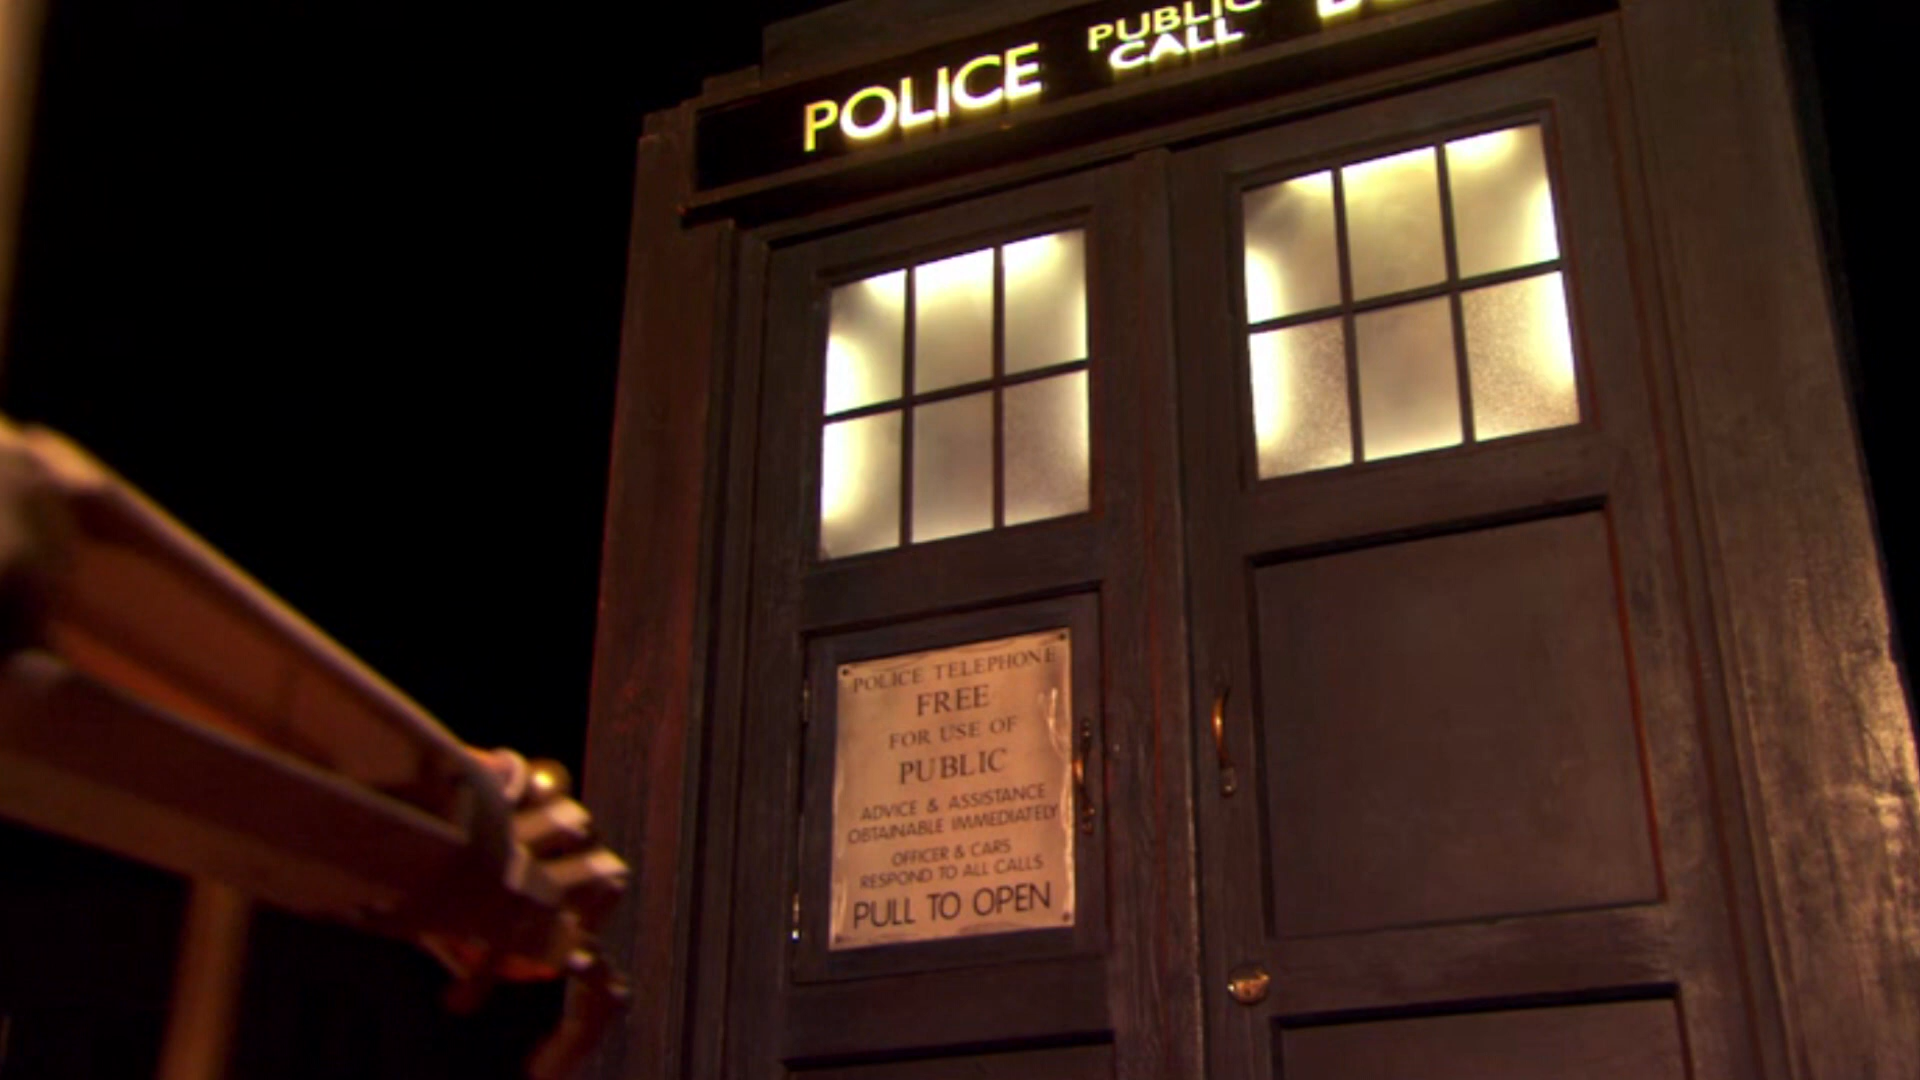 POLICE PUBLIC CALL
POLICE TELEPHONE
FREE
FOR USE OF
PUBLIC
ADVICE & ASSISTANCE
OBTAINABLE IMMEDIATELY
OFFICER & CARS
RESPOND TO ALL CALLS
PULL TO OPEN